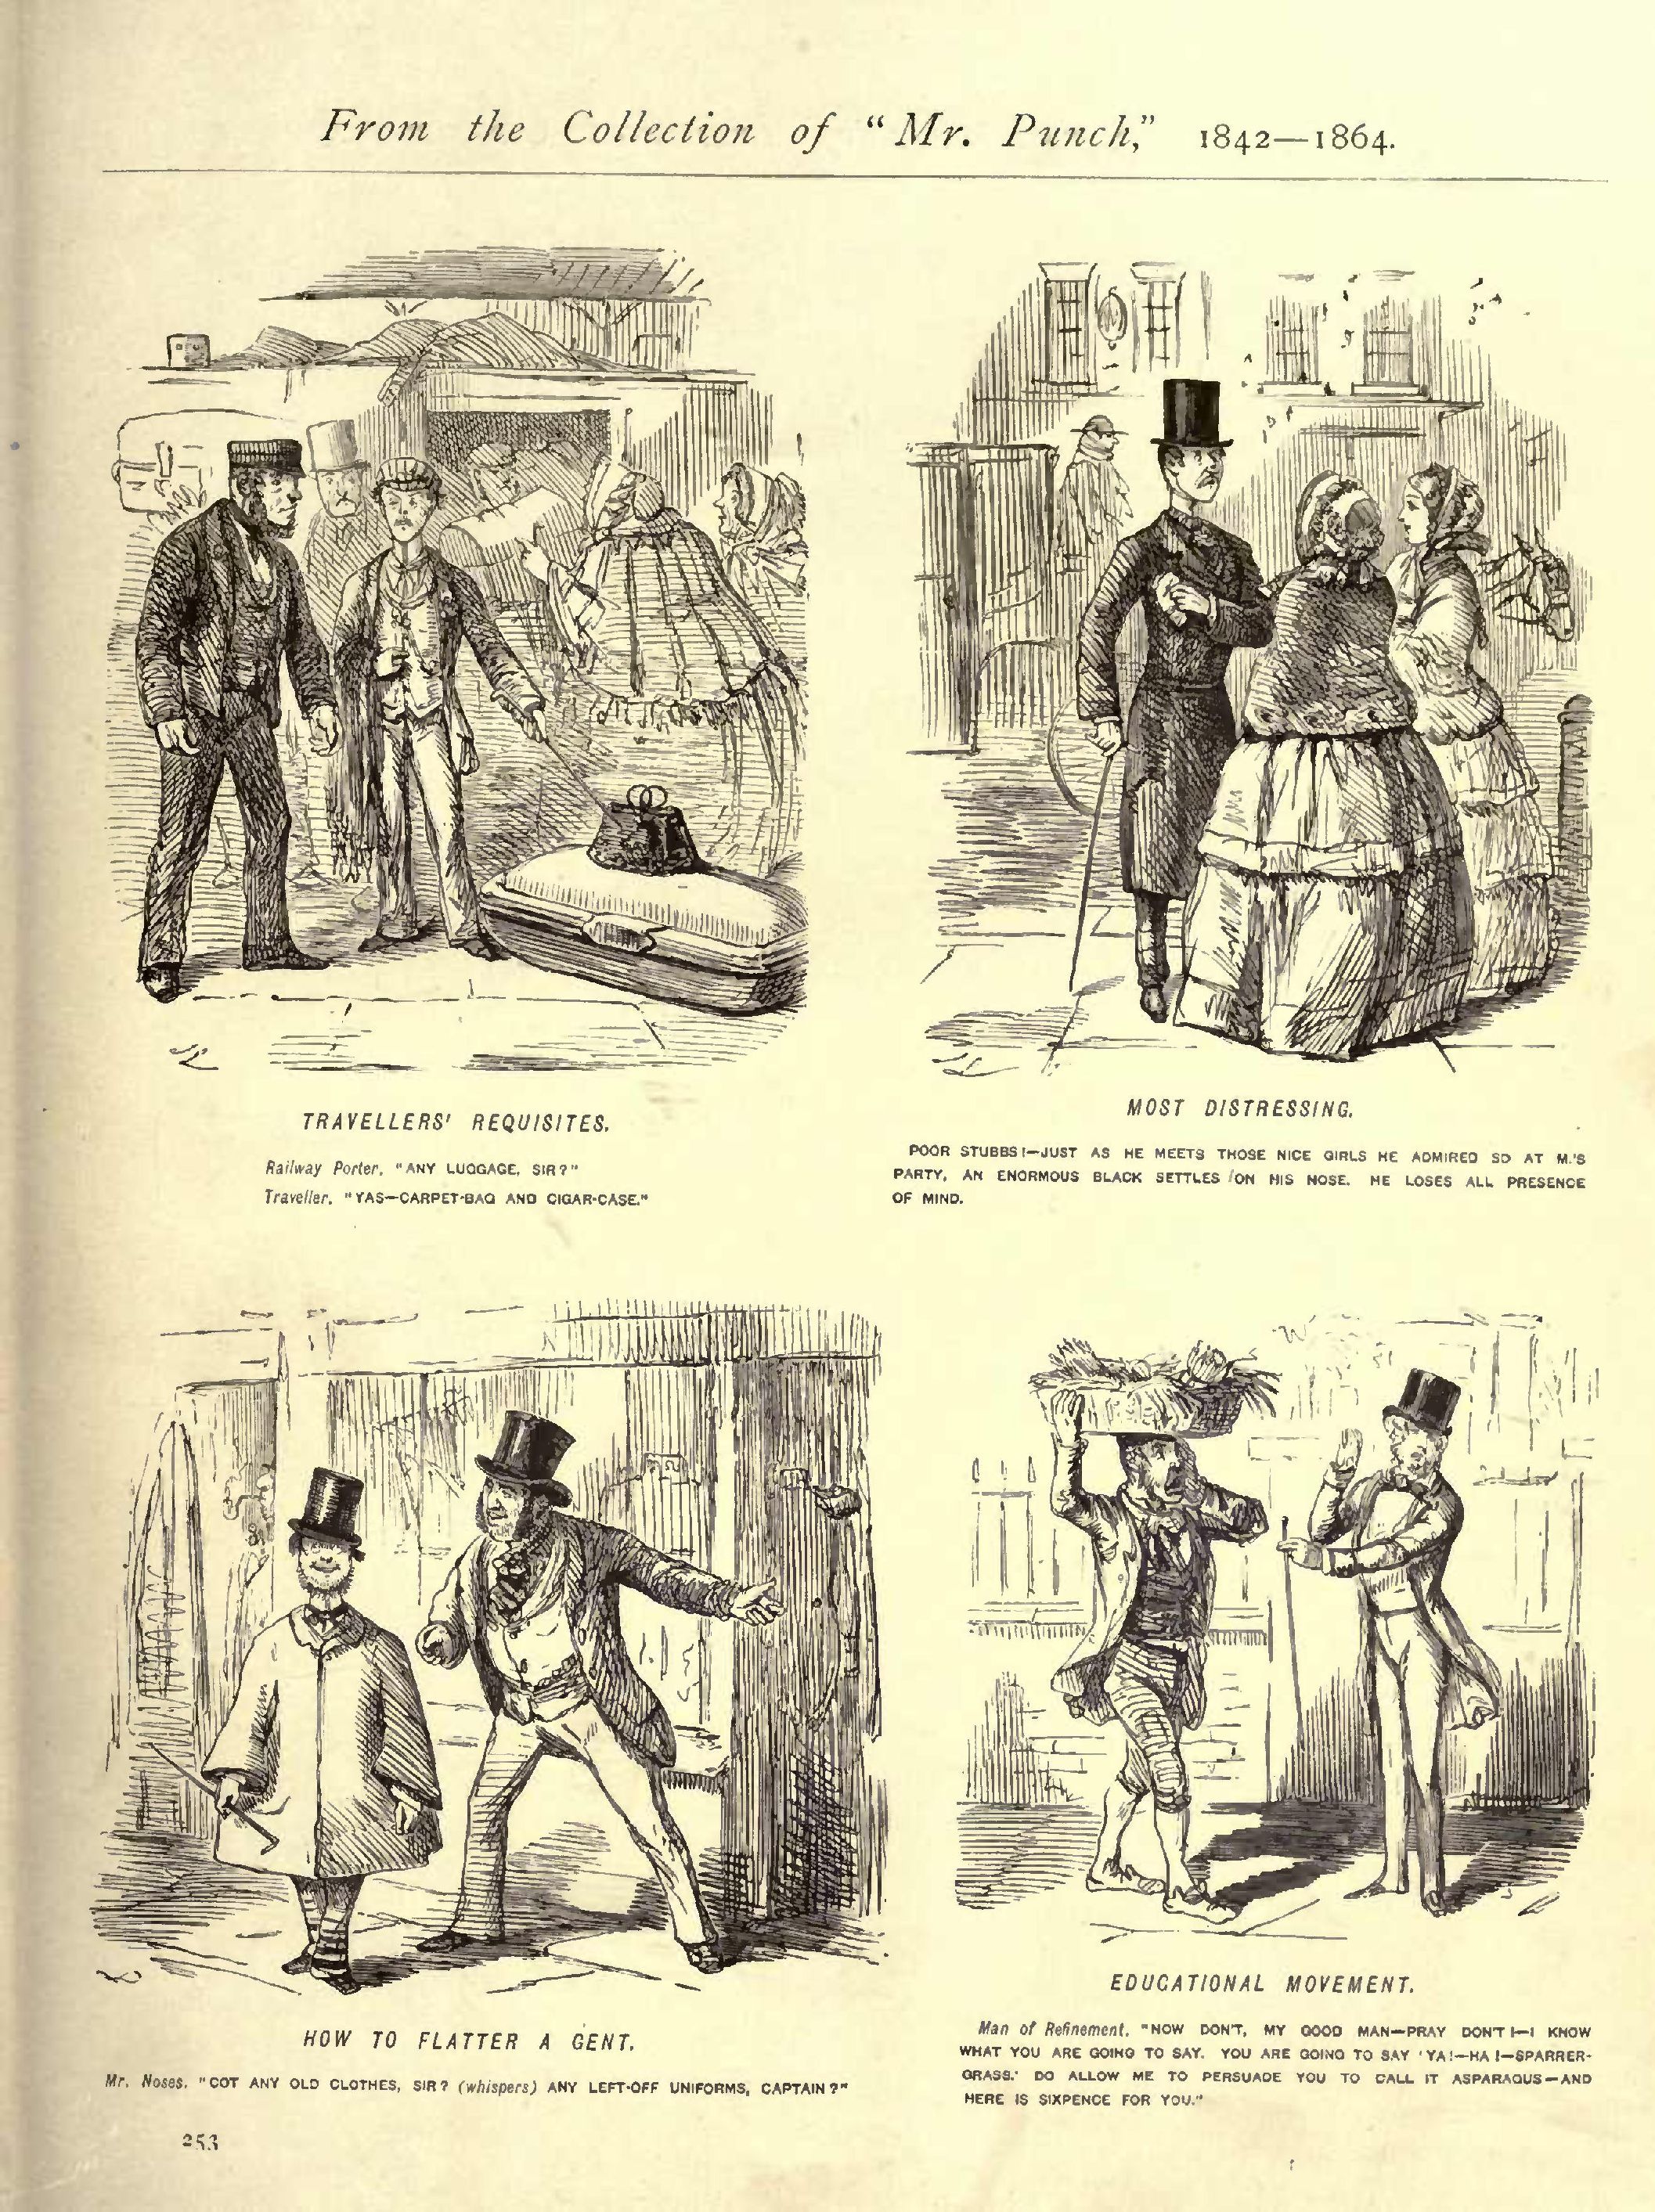 From the Collection of "Mr. Punch," 1842—1864.
TRAVELLERS' REQUISITES.
Railway Porter. "ANY LUGGAGE, SIR?"
Traveller. "YAS—CARPET-BAG AND CIGAR-CASE."
MOST DISTRESSING.
POOR STUBBS!—JUST AS HE MEETS THOSE NICE GIRLS HE ADMIRED SO AT M.'S
PARTY, AN ENORMOUS BLACK SETTLES ON HIS NOSE. HE LOSES ALL PRESENCE
OF MIND.
HOW TO FLATTER A GENT.
Mr. Noses. "GOT ANY OLD CLOTHES, SIR? (whispers) ANY LEFT-OFF UNIFORMS, CAPTAIN?"
EDUCATIONAL MOVEMENT.
Man of Refinement. "NOW DON'T, MY GOOD MAN—PRAY DON'T!—I KNOW
WHAT YOU ARE GOING TO SAY. YOU ARE GOING TO SAY 'YA!—HA!—SPARRER-
GRASS.' DO ALLOW ME TO PERSUADE YOU TO CALL IT ASPARAGUS—AND
HERE IS SIXPENCE FOR YOU."
253